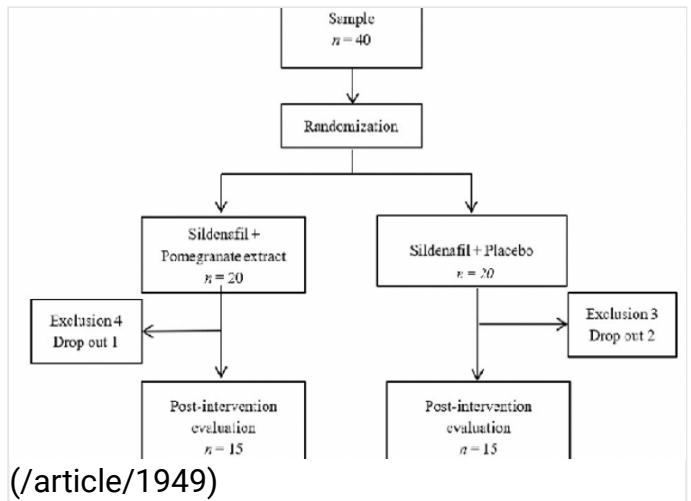 Sample
n = 40
Randomization
Sildenafil +
Pomegranate extract
n = 20
Sildenafil + Placebo
n = 20
Exclusion 4
Drop out 1
Exclusion 3
Drop out 2
Post-intervention
evaluation
n = 15
Post-intervention
evaluation
n = 15
(/article/1949)